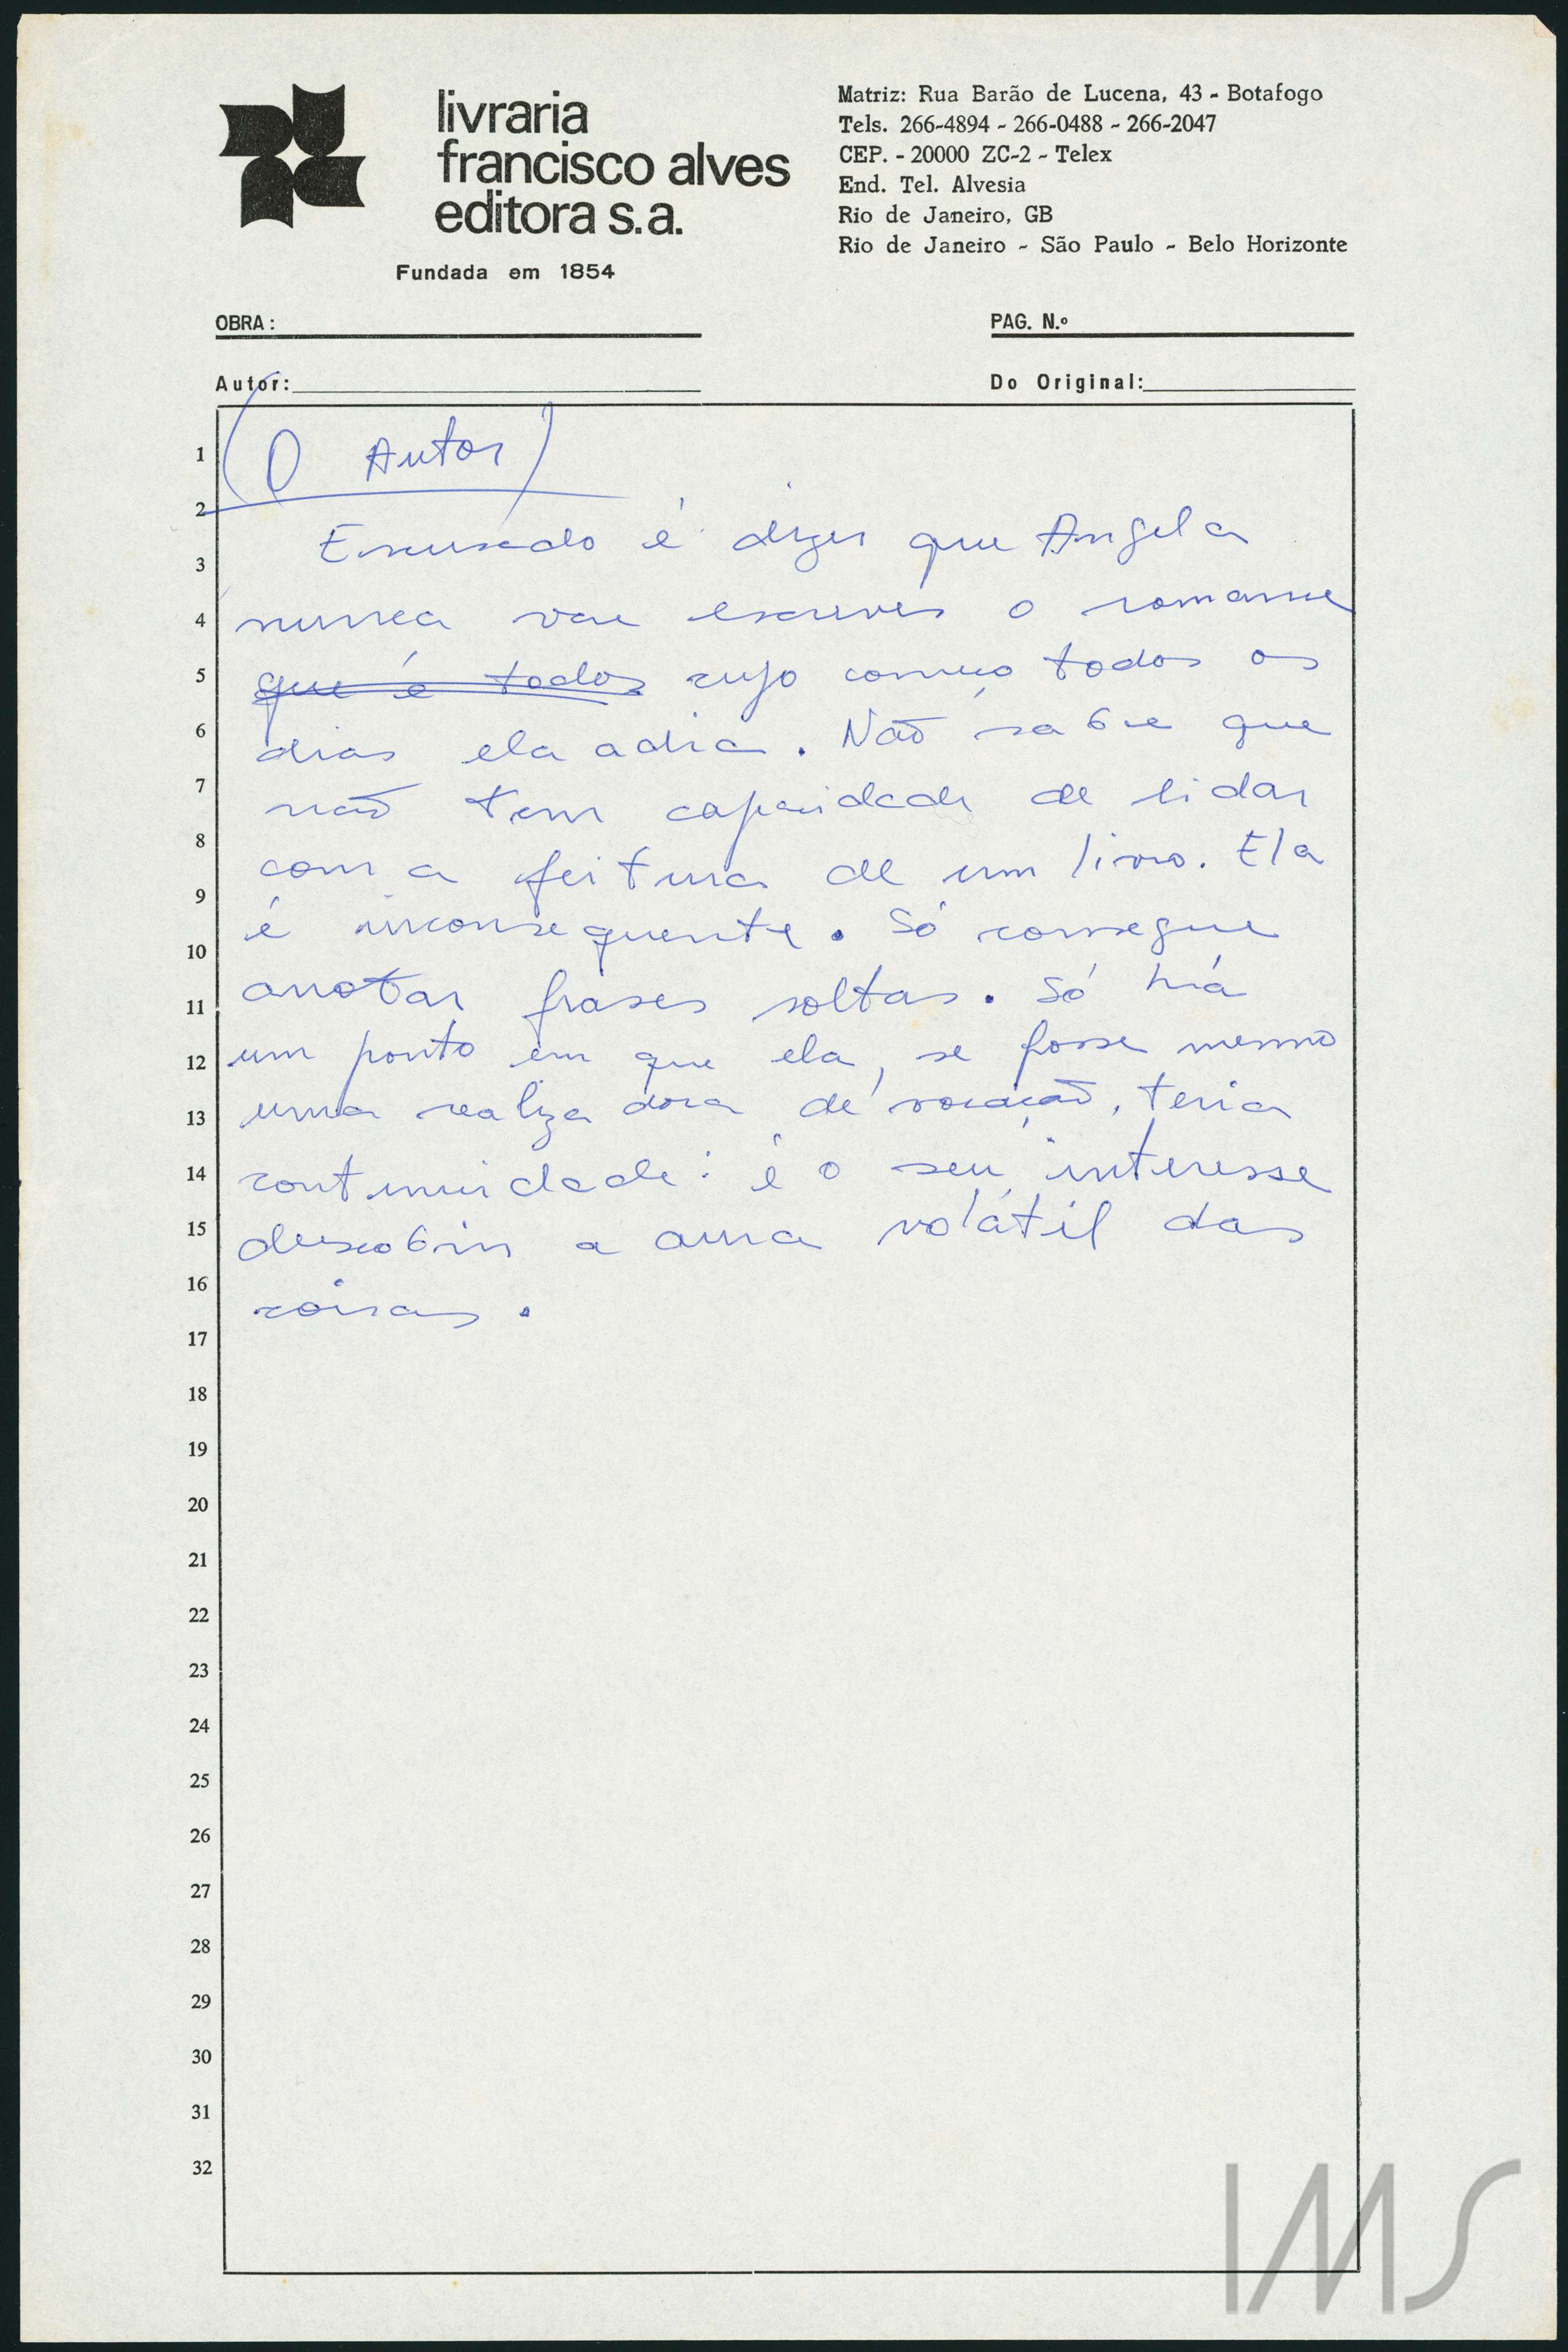 livraria
francisco alves
editora s.a.
Fundada em 1854
Matriz: Rua Barão de Lucena, 43 - Botafogo
Tels. 266-4894 - 266-0488 - 266-2047
CEP. - 20000 ZC-2 - Telex
End. Tel. Alvesia
Rio de Janeiro, GB
Rio de Janeiro - São Paulo - Belo Horizonte
OBRA:
PAG. N.º
Autor:
Do Original:
1 (O Autor)
2
3 Escusado é dizer que Angela
4 nunca vai escrever o romance
5 que é todos cujo começo todos os
6 dias ela adia. Não sabe que
7 não tem capacidade de lidar
8 com a feitura de um livro. Ela
9 é inconsequente. Só consegue
10 anotar frases soltas. Só há
11 um ponto em que ela, se fosse mesmo
12 uma realizadora de vocação, teria
13 continuidade: é o seu interesse
14 descobrir a aura volátil das
15 coisas.
16
17
18
19
20
21
22
23
24
25
26
27
28
29
30
31
32
IMS